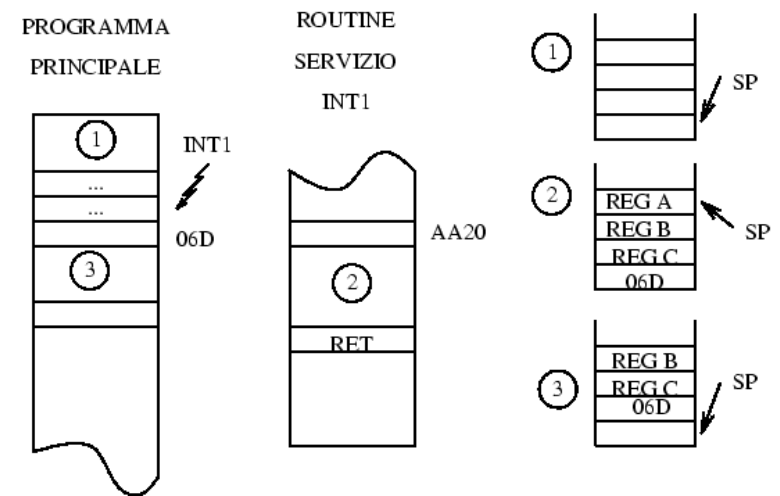 PROGRAMMA
PRINCIPALE
1
INT1
...
...
06D
3
ROUTINE
SERVIZIO
INT1
AA20
2
RET
1
SP
2
REG A
REG B
REG C
06D
SP
3
REG B
REG C
06D
SP